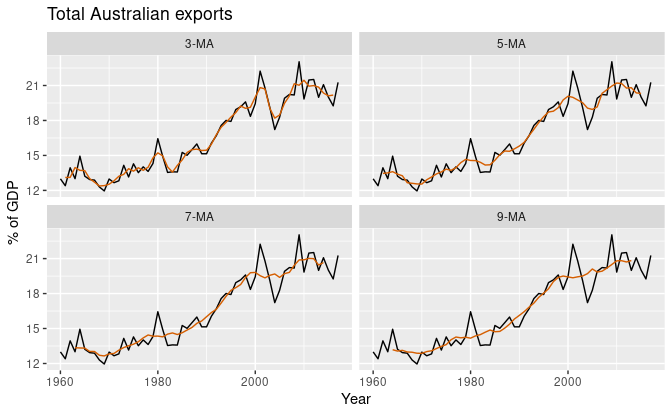 Total Australian exports
3-MA 5-MA
21
18
15
12
% of GDP
7-MA 9-MA
21
18
15
12
1960 1980 2000 1960 1980 2000
Year